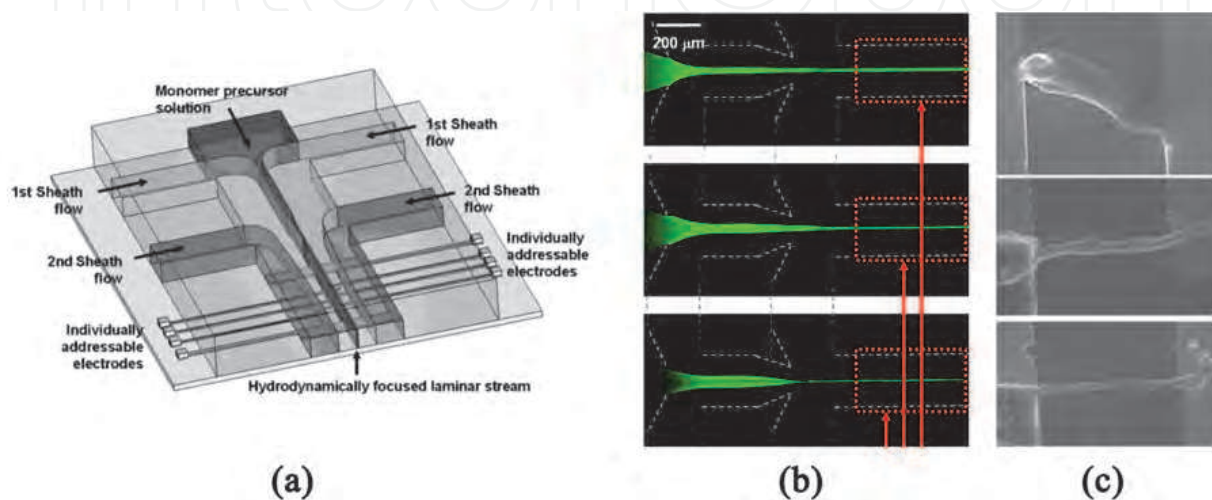 Monomer precursor
solution
1st Sheath
flow
1st Sheath
flow
2nd Sheath
flow
2nd Sheath
flow
Individually
addressable
electrodes
Individually
addressable
electrodes
Hydrodynamically focused laminar stream
200 μm
(a)
(b)
(c)